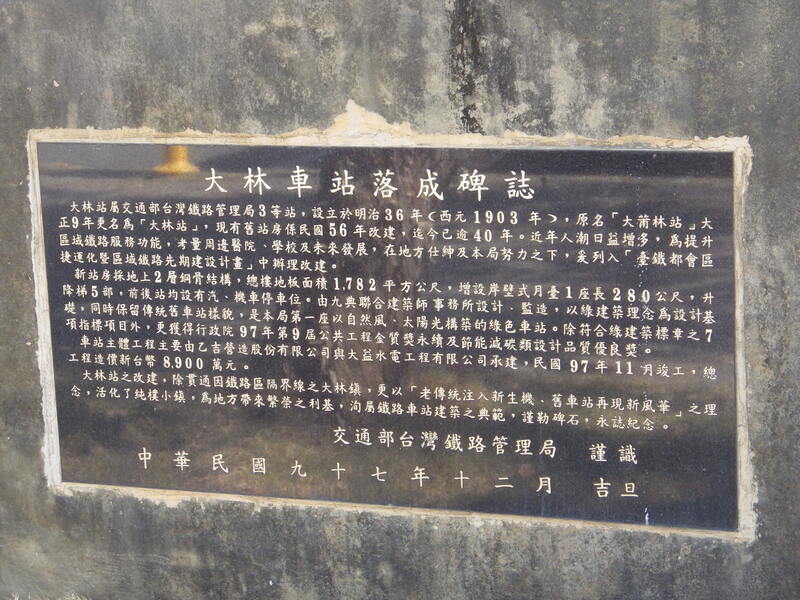 大林車站落成碑誌
大林站屬交通部台灣鐵路管理局3等站，設立於明治36年（西元1903年），原名「大莆林站」大
正9年更名為「大林站」，現有舊站房係民國56年改建，迄今已逾40年。近年人潮日益增多，為提升
區域鐵路服務功能，考量周邊醫院、學校及未來發展，在地方仕紳及本局努力之下，爰列入「臺鐵都會區
捷運化暨區域鐵路先期建設計畫」中辦理改建。
新站房採地上2層鋼骨結構，總樓地板面積1,782平方公尺，增設岸壁式月臺1座長280公尺，升
降梯5部，前後站均設有汽、機車停車位。由九典聯合建築師事務所設計、監造，以綠建築理念為設計基
礎，同時保留傳統舊車站樣貌，是本局第一座以自然風、太陽光構築的綠色車站。除符合綠建築標章之7
項指標項目外，更獲得行政院97年第9屆公共工程金質獎永續及節能減碳類設計品質優良獎。
車站主體工程主要由乙吉營造股份有限公司與大益水電工程有限公司承建，民國97年11月竣工，總
工程造價新台幣8,900萬元。
大林站之改建，除貫通因鐵路區隔界線之大林鎮，更以「老傳統注入新生機、舊車站再現新風華」之理
念，活化了純樸小鎮，為地方帶來繁榮之利基，洵屬鐵路車站建築之典範，謹勒碑石，永誌紀念。
交通部台灣鐵路管理局 謹識
中華民國九十七年十二月 吉旦